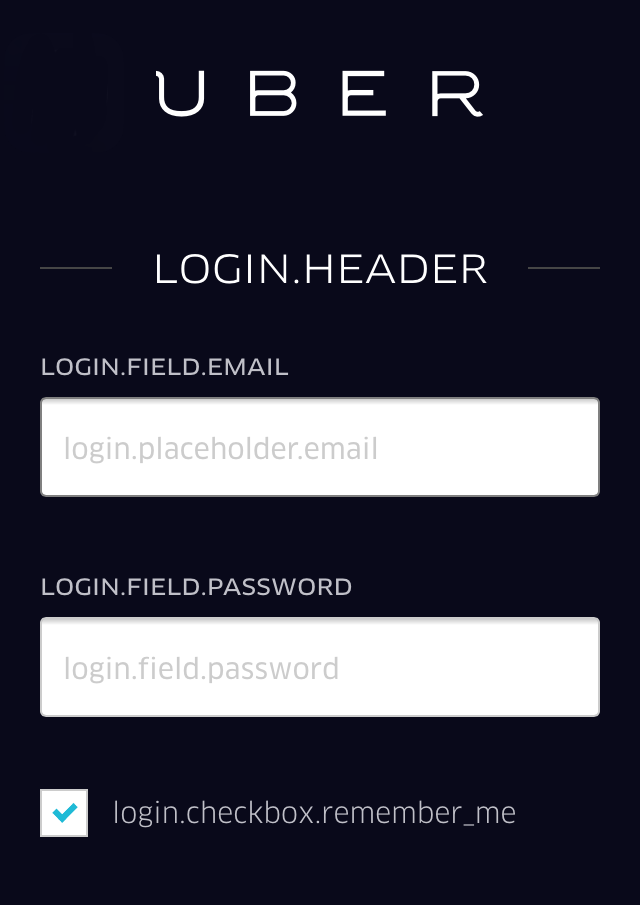 UBER
LOGIN.HEADER
LOGIN.FIELD.EMAIL
login.placeholder.email
LOGIN.FIELD.PASSWORD
login.field.password
login.checkbox.remember_me